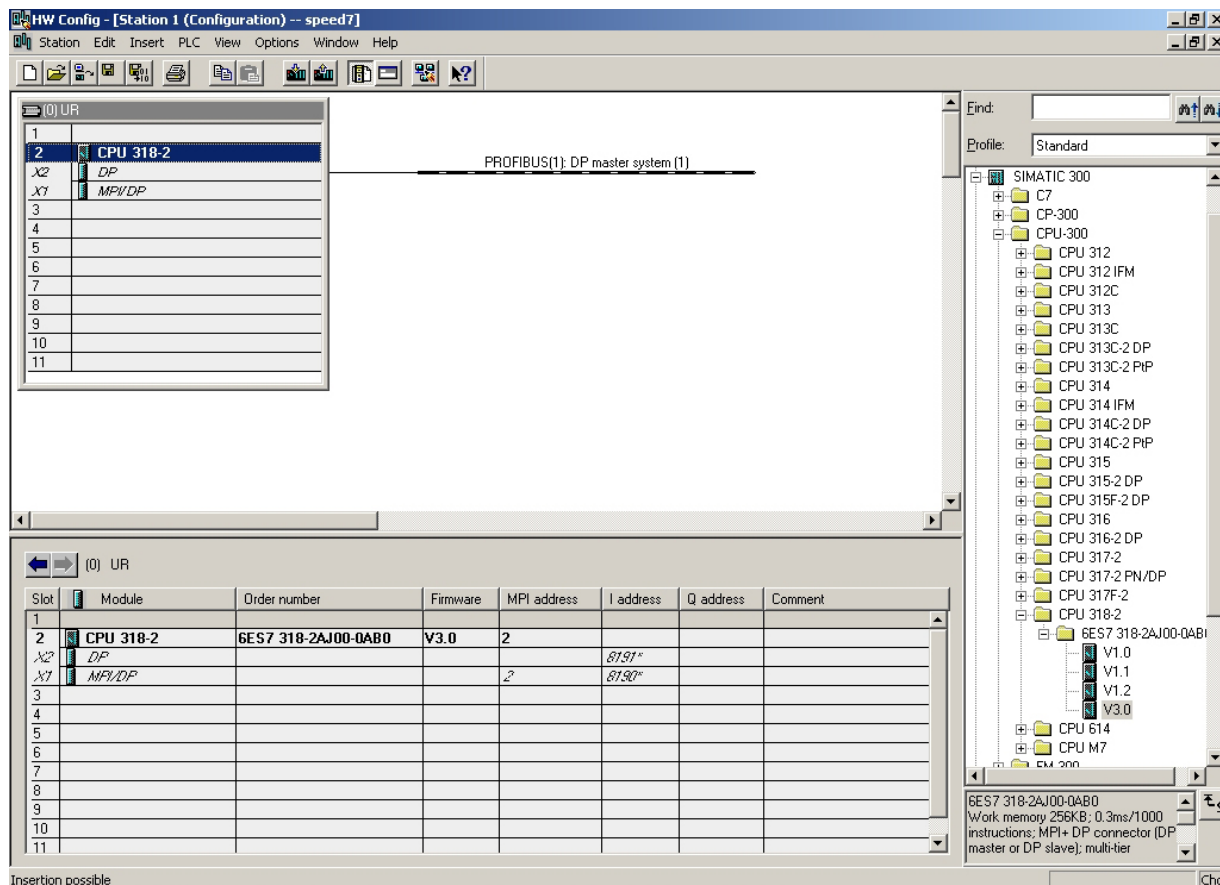 HW Config - [Station 1 (Configuration) -- speed7]
Station Edit Insert PLC View Options Window Help
(0) UR
1
2 CPU 318-2
X2 DP
X1 MPI/DP
3
4
5
6
7
8
9
10
11
PROFIBUS(1): DP master system (1)
Find:
Profile: Standard
SIMATIC 300
C7
CP-300
CPU-300
CPU 312
CPU 312 IFM
CPU 312C
CPU 313
CPU 313C
CPU 313C-2 DP
CPU 313C-2 PtP
CPU 314
CPU 314 IFM
CPU 314C-2 DP
CPU 314C-2 PtP
CPU 315
CPU 315-2 DP
CPU 315F-2 DP
CPU 316
CPU 316-2 DP
CPU 317-2
CPU 317-2 PN/DP
CPU 317F-2
CPU 318-2
6ES7 318-2AJ00-0AB
V1.0
V1.1
V1.2
V3.0
CPU 614
CPU M7
FM 300
6ES7 318-2AJ00-0AB0
Work memory 256KB; 0.3ms/1000
instructions; MPI+ DP connector (DP
master or DP slave); multi-tier
(0) UR
Slot Module Order number Firmware MPI address I address Q address Comment
1
2 CPU 318-2 6ES7 318-2AJ00-0AB0 V3.0 2
X2 DP 8191*
X1 MPI/DP 2 8190*
3
4
5
6
7
8
9
10
11
Insertion possible